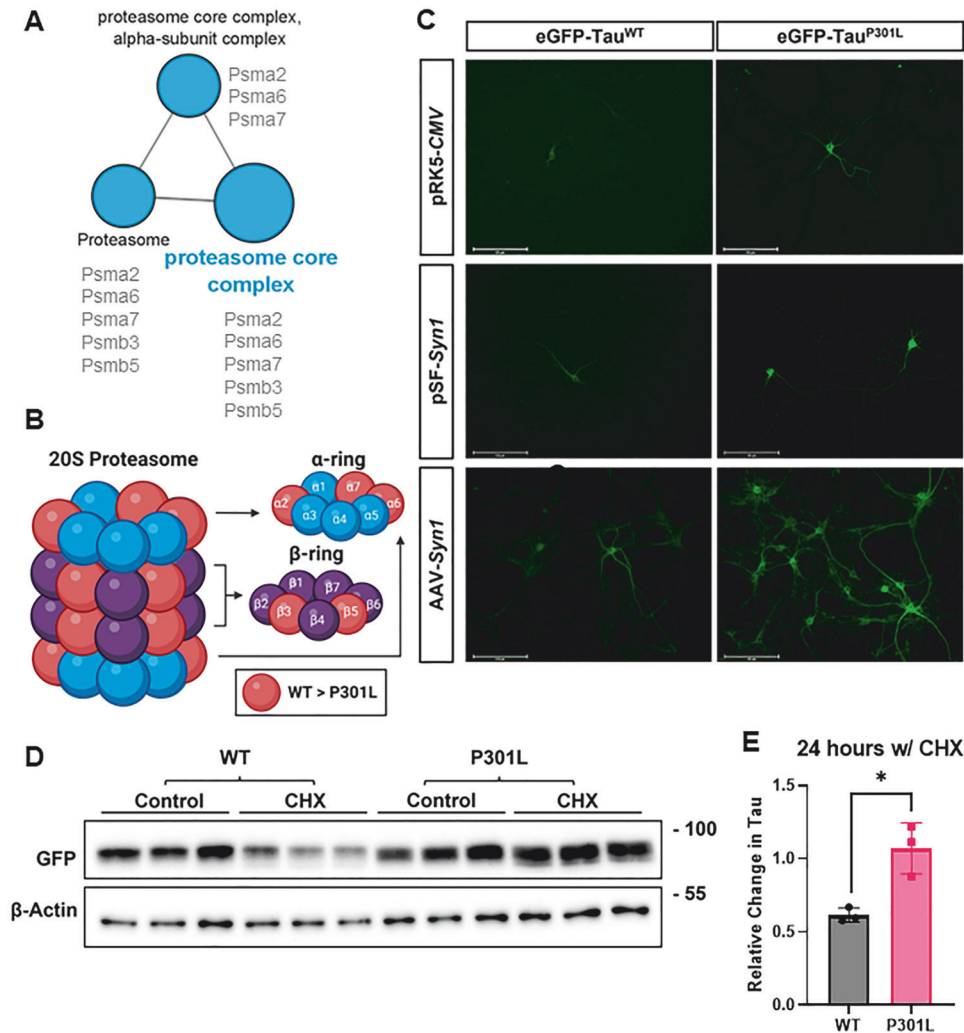 A
proteasome core complex,
alpha-subunit complex
Psma2
Psma6
Psma7
Proteasome
Psma2
Psma6
Psma7
Psmb3
Psmb5
proteasome core
complex
Psma2
Psma6
Psma7
Psmb3
Psmb5
B
20S Proteasome
α-ring
α1
α7
α2
α6
α3
α4
α5
β-ring
β1
β7
β2
β6
β3
β4
β5
WT > P301L
C
eGFP-TauWT
eGFP-TauP301L
pRK5-CMV
pSF-Syn1
AAV-Syn1
D
WT
P301L
Control
CHX
Control
CHX
GFP
- 100
- 55
β-Actin
E
24 hours w/ CHX
*
Relative Change in Tau
1.5
1.0
0.5
0.0
WT
P301L